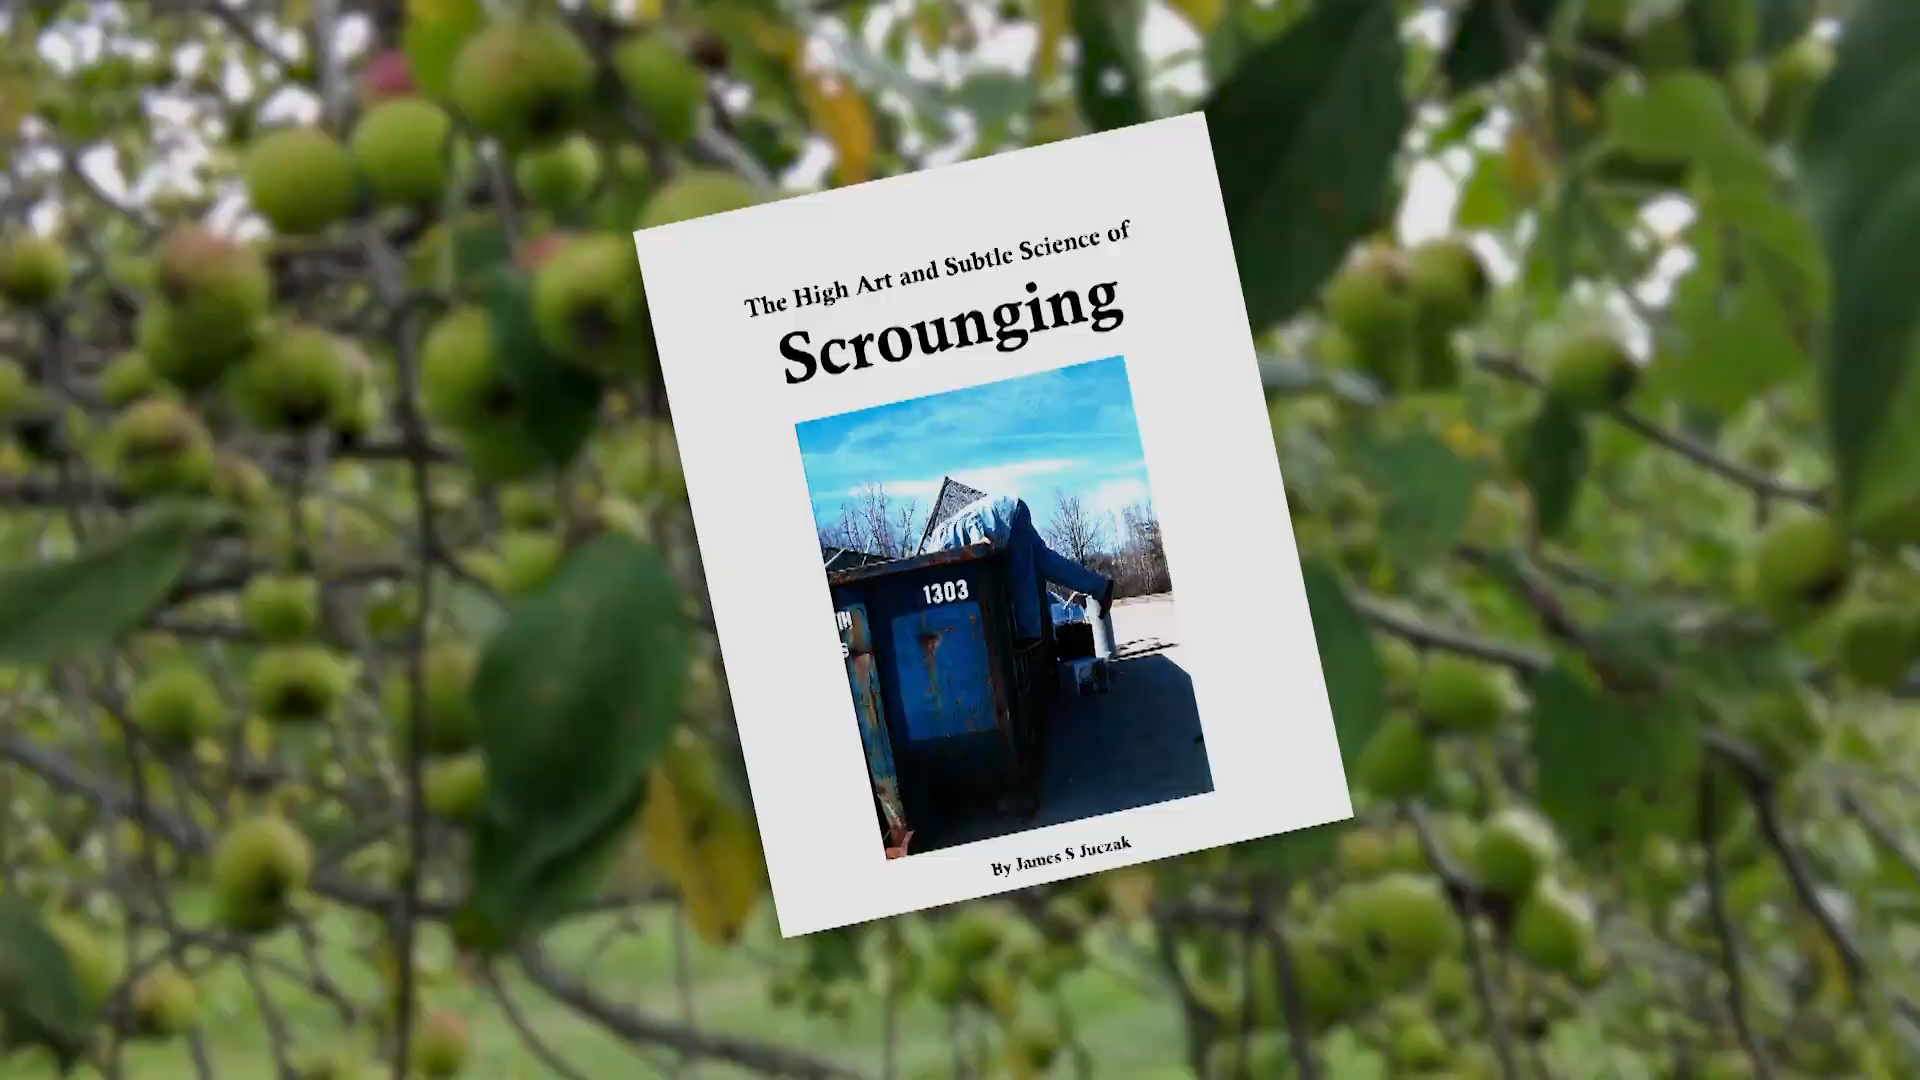 The High Art and Subtle Science of
Scrounging
1303
By James S Juczak